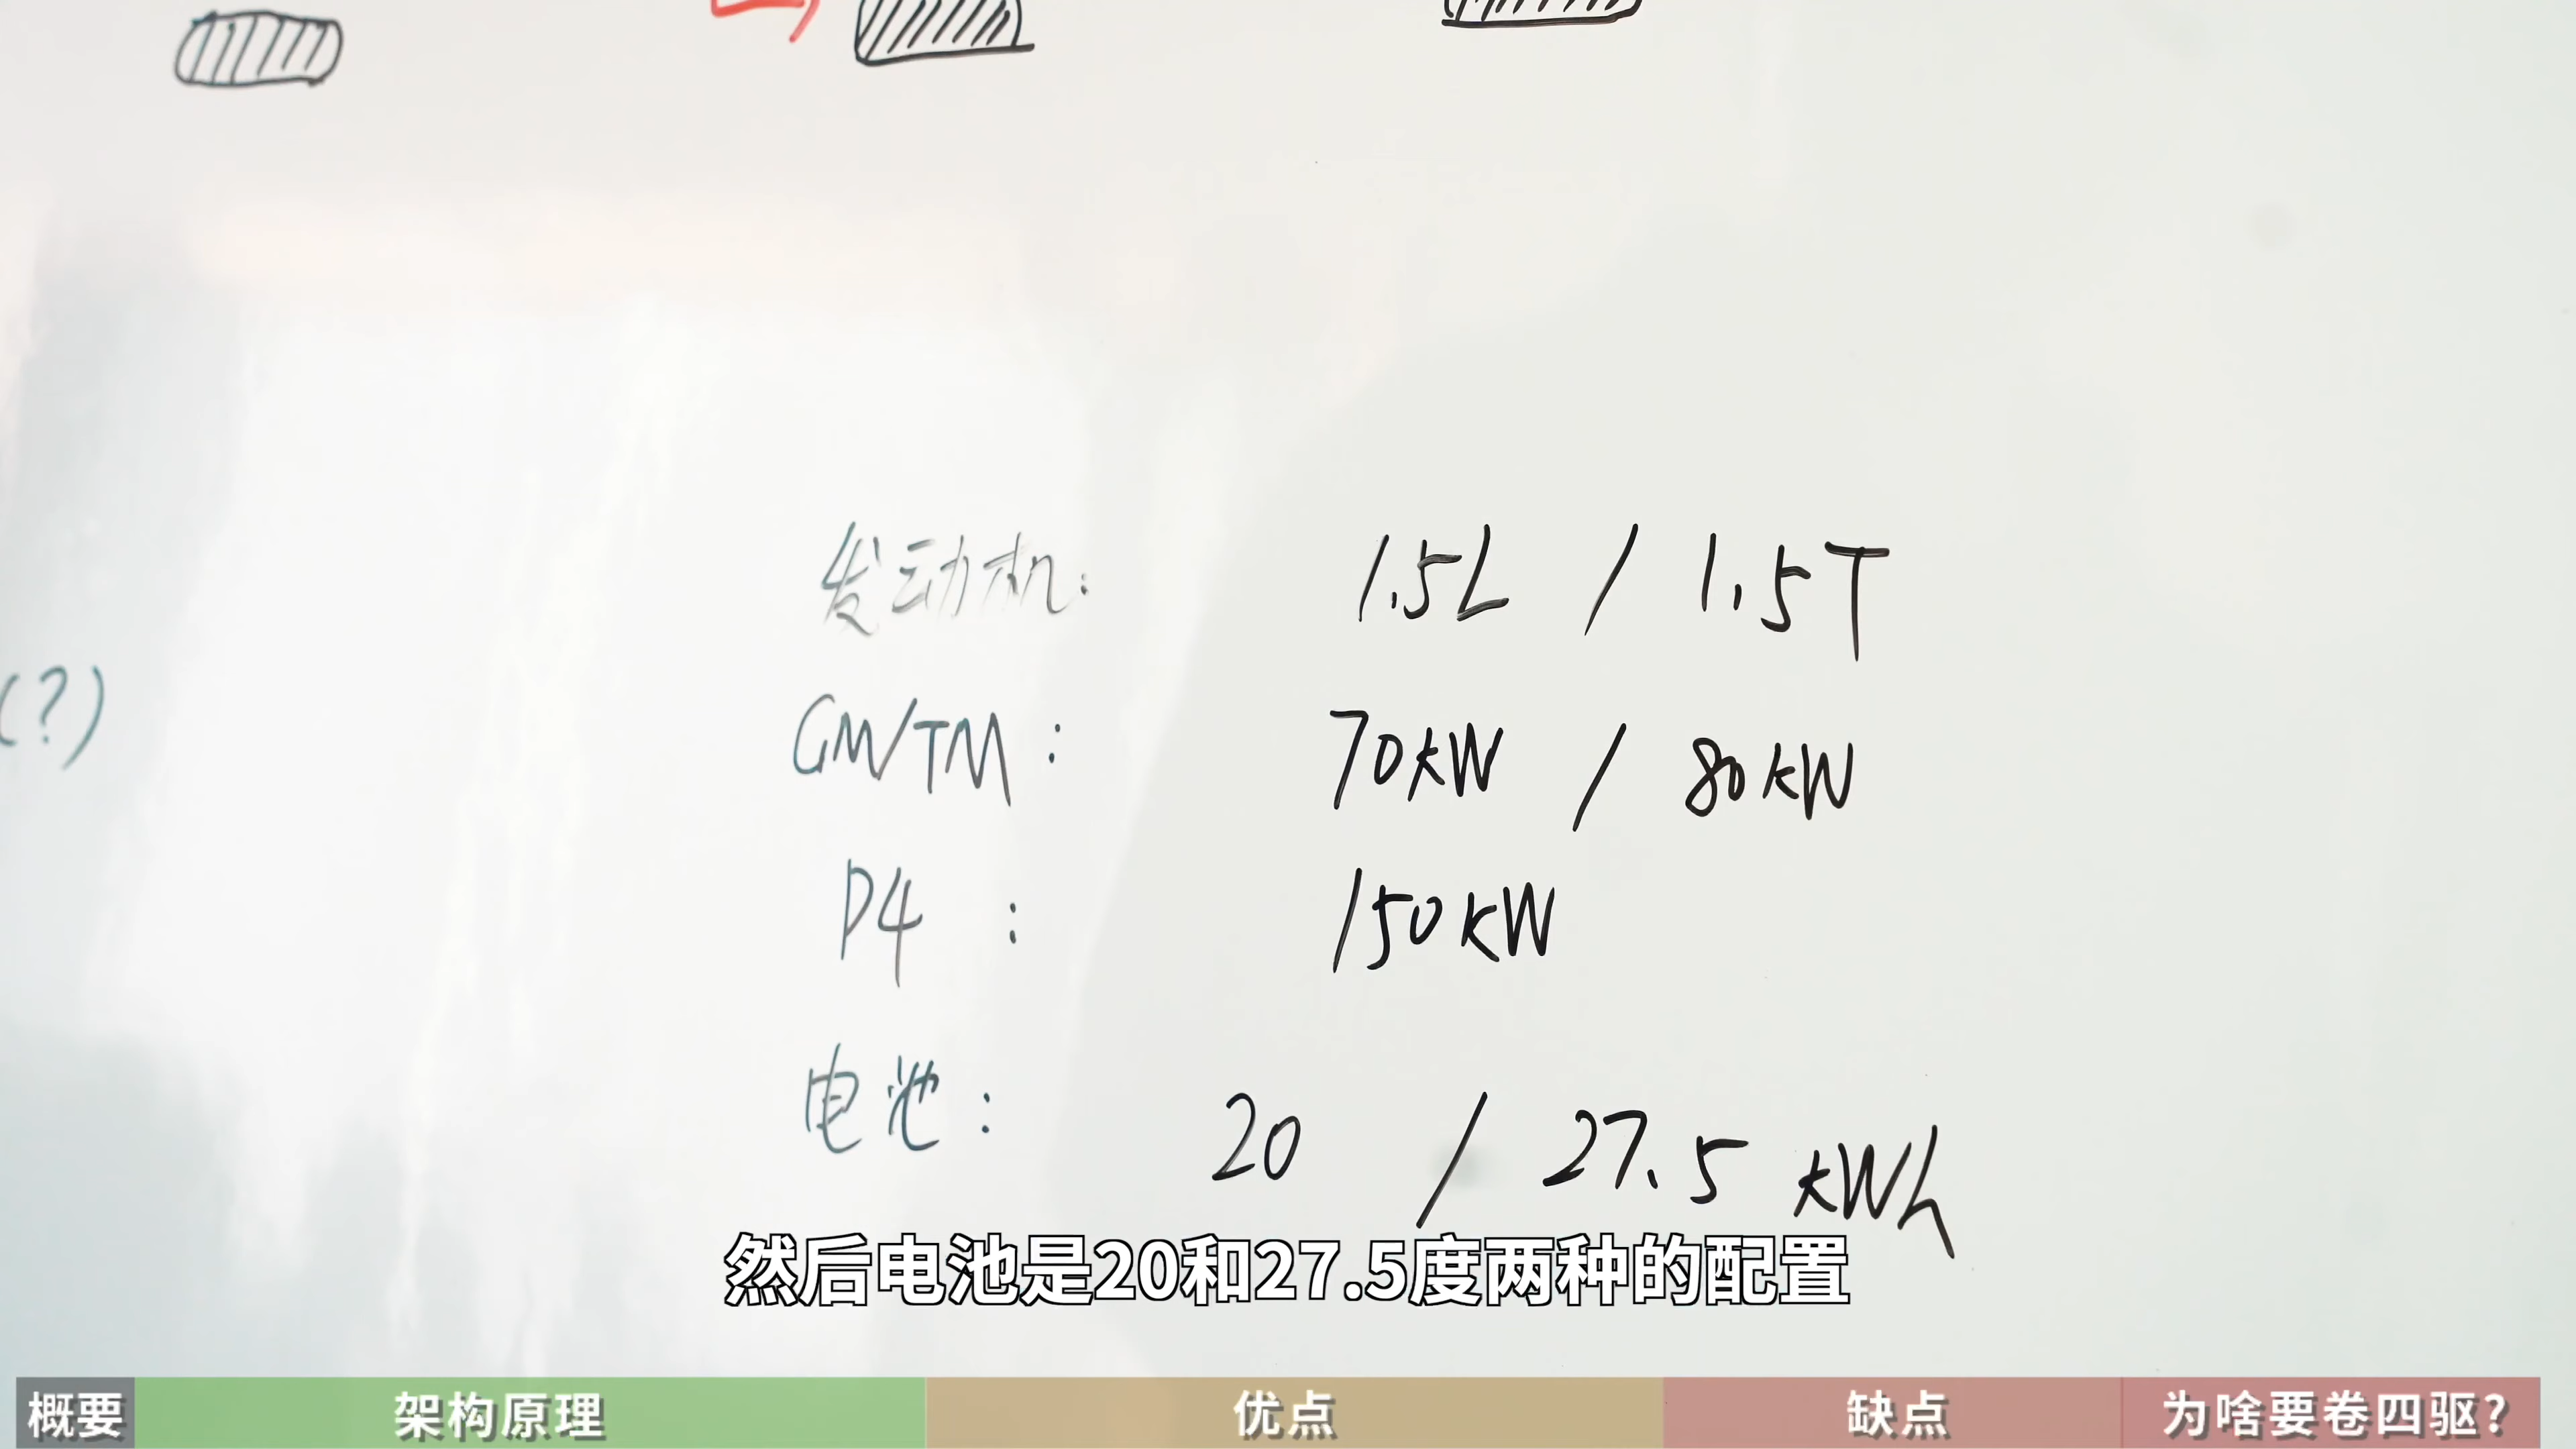 发动机: 1.5L / 1.5T
(?)
GM/TM: 70kW / 80kW
P4: 150kW
电池: 20 / 27.5 kWh
然后电池是20和27.5度两种的配置
概要 架构原理 优点 缺点 为啥要卷四驱?